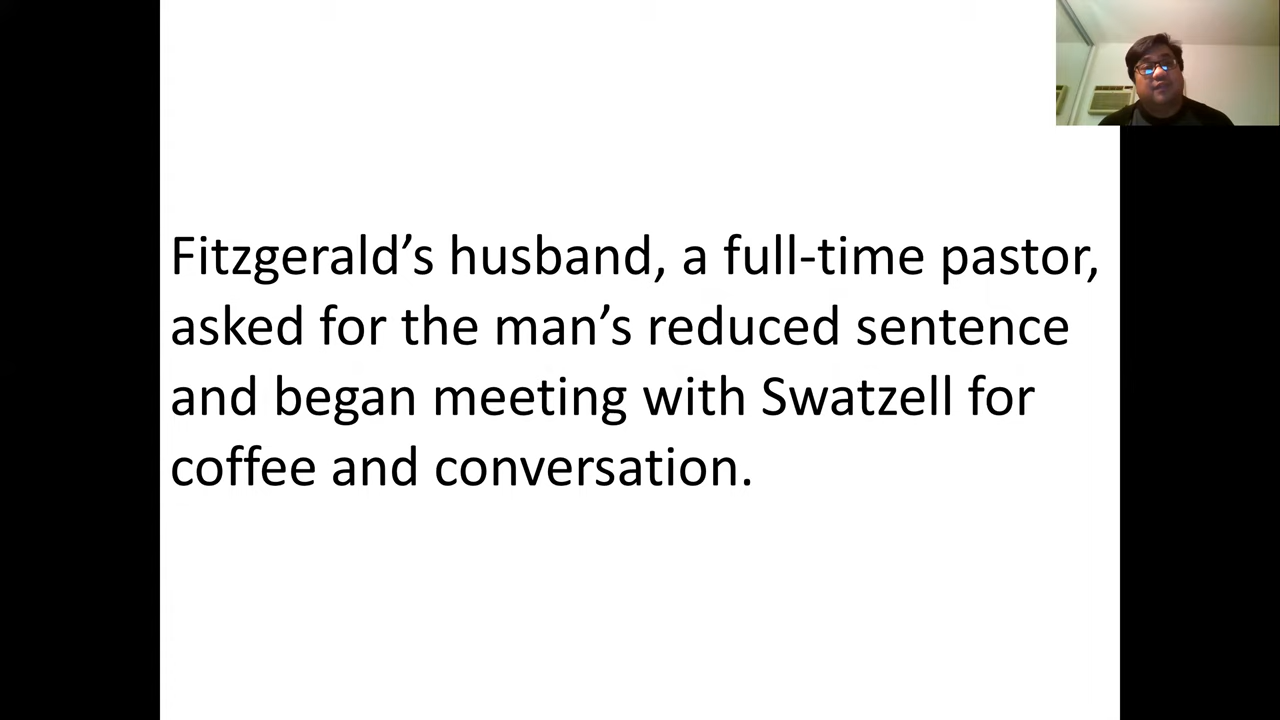 Fitzgerald’s husband, a full-time pastor,
asked for the man’s reduced sentence
and began meeting with Swatzell for
coffee and conversation.